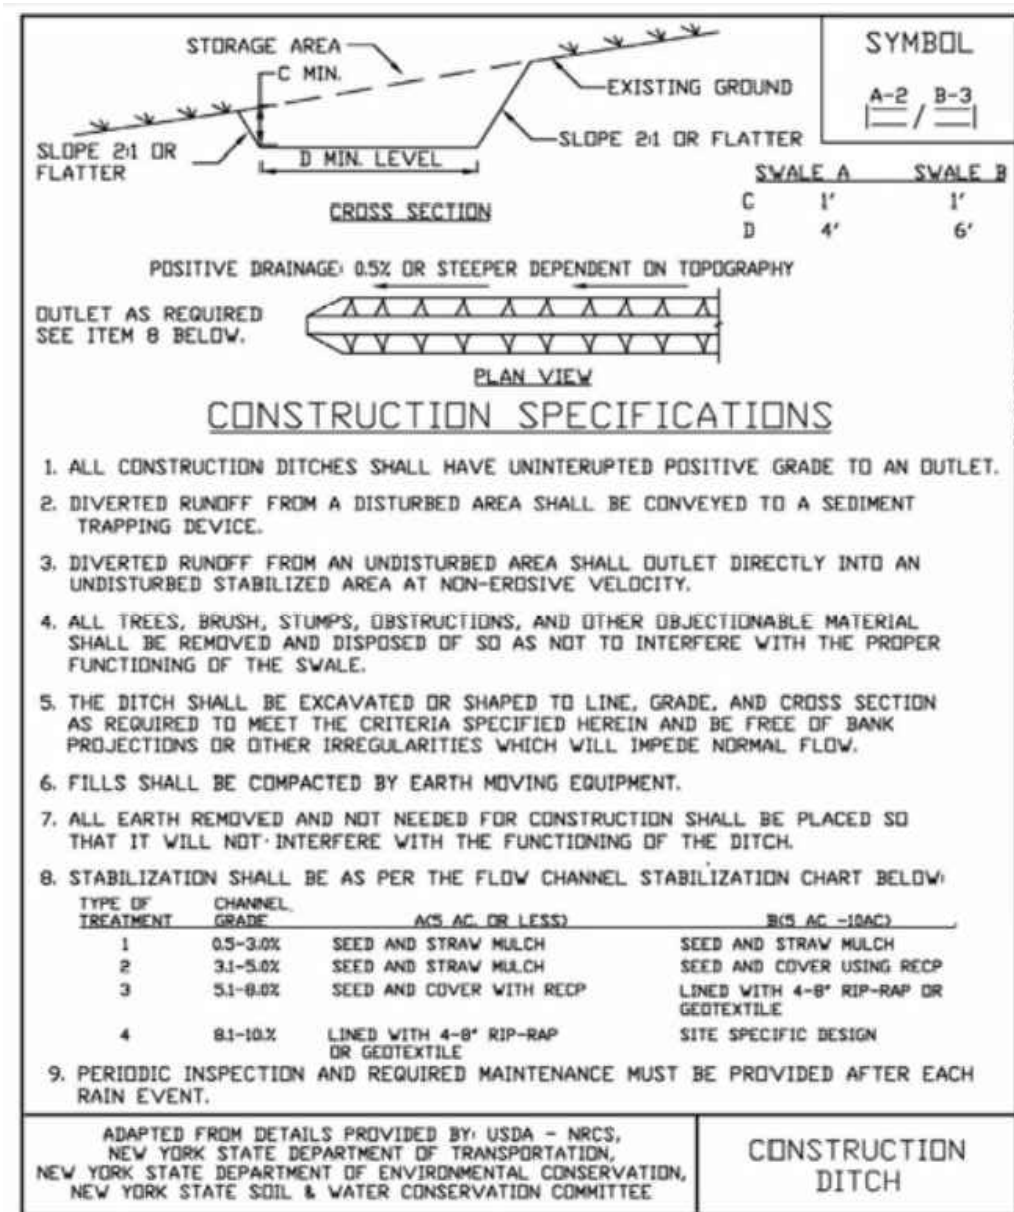 STORAGE AREA
C MIN.
EXISTING GROUND
SLOPE 2:1 OR
FLATTER
SLOPE 2:1 OR FLATTER
D MIN. LEVEL
CROSS SECTION
SYMBOL
A-2 / B-3
SWALE A SWALE B
C 1' 1'
D 4' 6'
POSITIVE DRAINAGE: 0.5% OR STEEPER DEPENDENT ON TOPOGRAPHY
OUTLET AS REQUIRED
SEE ITEM 8 BELOW.
PLAN VIEW
CONSTRUCTION SPECIFICATIONS
1. ALL CONSTRUCTION DITCHES SHALL HAVE UNINTERUPTED POSITIVE GRADE TO AN OUTLET.
2. DIVERTED RUNOFF FROM A DISTURBED AREA SHALL BE CONVEYED TO A SEDIMENT
TRAPPING DEVICE.
3. DIVERTED RUNOFF FROM AN UNDISTURBED AREA SHALL OUTLET DIRECTLY INTO AN
UNDISTURBED STABILIZED AREA AT NON-EROSIVE VELOCITY.
4. ALL TREES, BRUSH, STUMPS, OBSTRUCTIONS, AND OTHER OBJECTIONABLE MATERIAL
SHALL BE REMOVED AND DISPOSED OF SO AS NOT TO INTERFERE WITH THE PROPER
FUNCTIONING OF THE SWALE.
5. THE DITCH SHALL BE EXCAVATED OR SHAPED TO LINE, GRADE, AND CROSS SECTION
AS REQUIRED TO MEET THE CRITERIA SPECIFIED HEREIN AND BE FREE OF BANK
PROJECTIONS OR OTHER IRREGULARITIES WHICH WILL IMPEDE NORMAL FLOW.
6. FILLS SHALL BE COMPACTED BY EARTH MOVING EQUIPMENT.
7. ALL EARTH REMOVED AND NOT NEEDED FOR CONSTRUCTION SHALL BE PLACED SO
THAT IT WILL NOT INTERFERE WITH THE FUNCTIONING OF THE DITCH.
8. STABILIZATION SHALL BE AS PER THE FLOW CHANNEL STABILIZATION CHART BELOW:
TYPE OF CHANNEL
TREATMENT GRADE A(5 AC. OR LESS) B(5 AC -10AC)
1 0.5-3.0% SEED AND STRAW MULCH SEED AND STRAW MULCH
2 3.1-5.0% SEED AND STRAW MULCH SEED AND COVER USING RECP
3 5.1-8.0% SEED AND COVER WITH RECP LINED WITH 4-8" RIP-RAP OR
GEOTEXTILE
4 8.1-10.% LINED WITH 4-8" RIP-RAP SITE SPECIFIC DESIGN
OR GEOTEXTILE
9. PERIODIC INSPECTION AND REQUIRED MAINTENANCE MUST BE PROVIDED AFTER EACH
RAIN EVENT.
ADAPTED FROM DETAILS PROVIDED BY: USDA - NRCS,
NEW YORK STATE DEPARTMENT OF TRANSPORTATION,
NEW YORK STATE DEPARTMENT OF ENVIRONMENTAL CONSERVATION,
NEW YORK STATE SOIL & WATER CONSERVATION COMMITTEE
CONSTRUCTION
DITCH